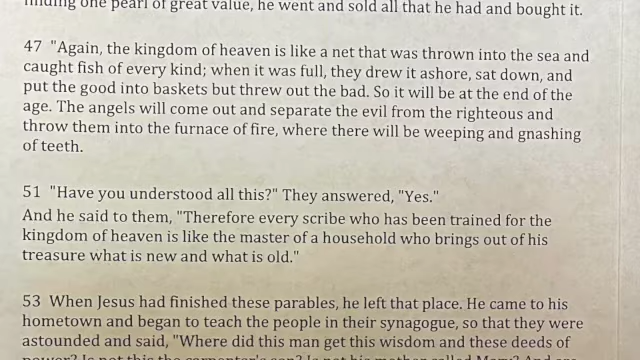 finding one pearl of great value, he went and sold all that he had and bought it.
47 "Again, the kingdom of heaven is like a net that was thrown into the sea and
caught fish of every kind; when it was full, they drew it ashore, sat down, and
put the good into baskets but threw out the bad. So it will be at the end of the
age. The angels will come out and separate the evil from the righteous and
throw them into the furnace of fire, where there will be weeping and gnashing
of teeth.
51 "Have you understood all this?" They answered, "Yes."
And he said to them, "Therefore every scribe who has been trained for the
kingdom of heaven is like the master of a household who brings out of his
treasure what is new and what is old."
53 When Jesus had finished these parables, he left that place. He came to his
hometown and began to teach the people in their synagogue, so that they were
astounded and said, "Where did this man get this wisdom and these deeds of
power? Is not this the carpenter's son? Is not his mother called Mary? And are